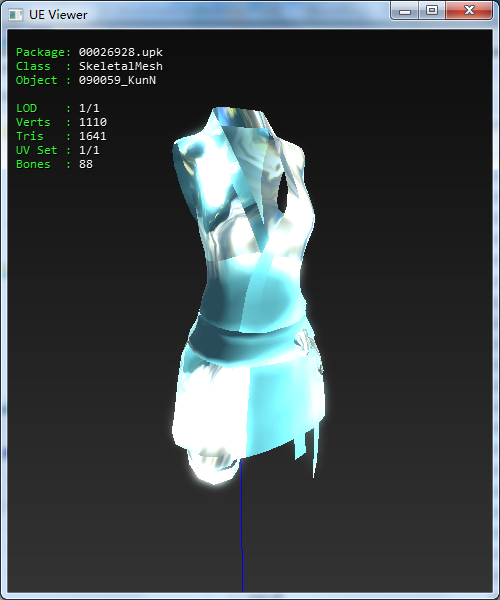 UE Viewer
Package: 00026928.upk
Class : SkeletalMesh
Object : 090059_KunN
LOD : 1/1
Verts : 1110
Tris : 1641
UV Set : 1/1
Bones : 88